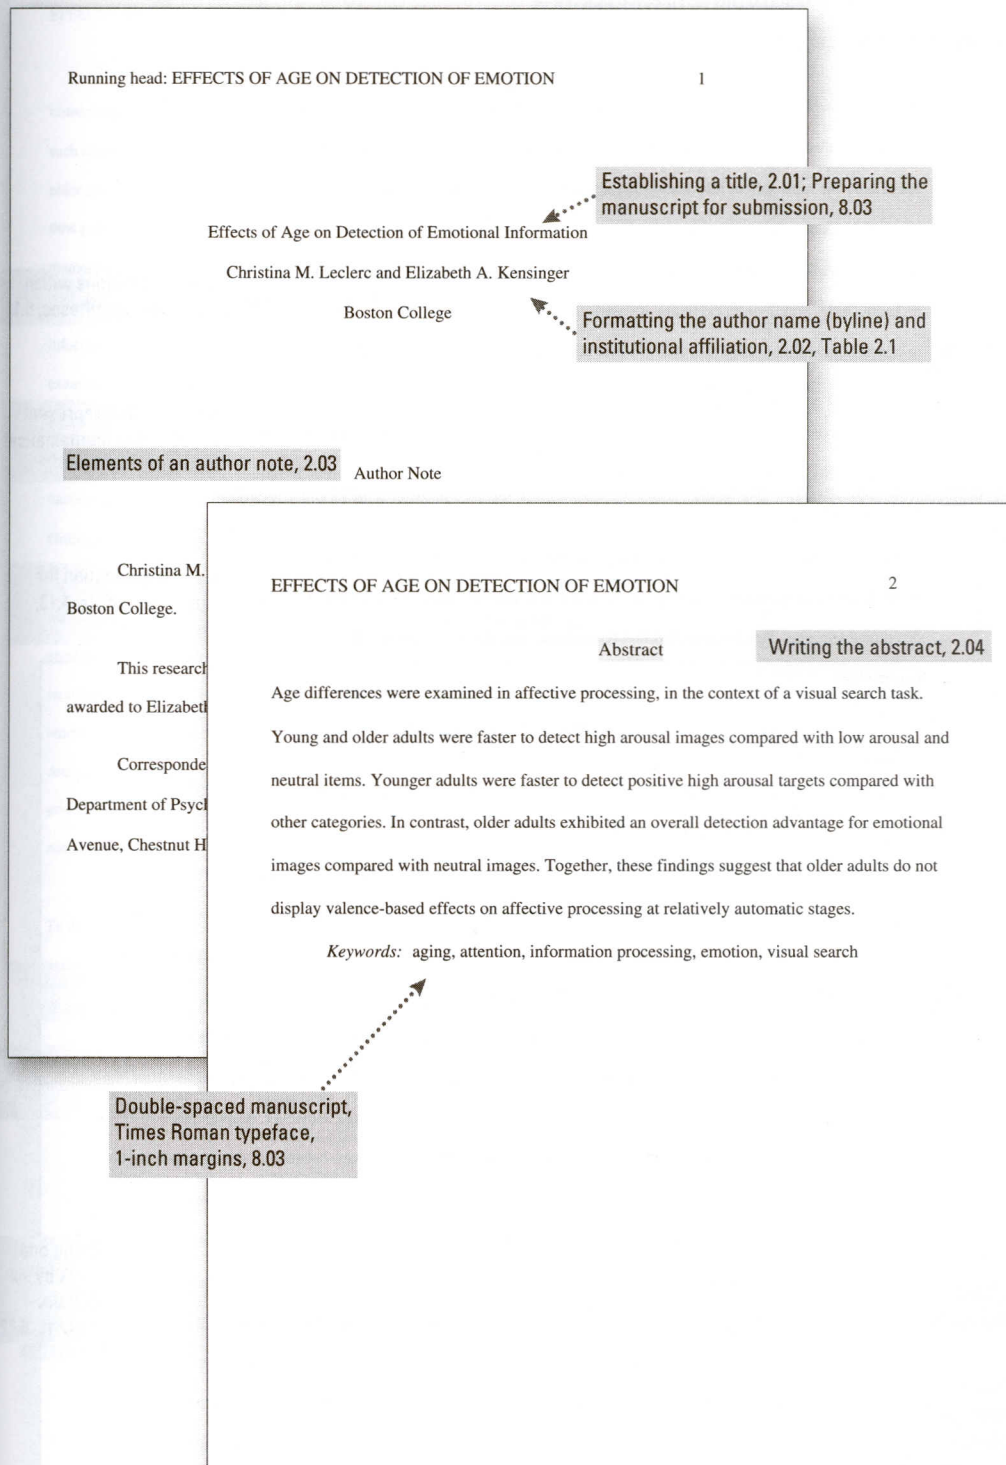 Running head: EFFECTS OF AGE ON DETECTION OF EMOTION 1
Establishing a title, 2.01; Preparing the
manuscript for submission, 8.03
Effects of Age on Detection of Emotional Information
Christina M. Leclerc and Elizabeth A. Kensinger
Boston College
Formatting the author name (byline) and
institutional affiliation, 2.02, Table 2.1
Elements of an author note, 2.03
Author Note
Christina M.
Boston College.
This research
awarded to
Department of
Avenue, Chestnut
EFFECTS OF AGE ON DETECTION OF EMOTION 2
Abstract
Writing the abstract, 2.04
Age differences were examined in affective processing, in the context of a visual search task.
Young and older adults were faster to detect high arousal images compared with low arousal and
neutral items. Younger adults were faster to detect positive high arousal targets compared with
other categories. In contrast, older adults exhibited an overall detection advantage for emotional
images compared with neutral images. Together, these findings suggest that older adults do not
display valence-based effects on affective processing at relatively automatic stages.
Keywords: aging, attention, information processing, emotion, visual search
Double-spaced manuscript,
Times Roman typeface,
1-inch margins, 8.03